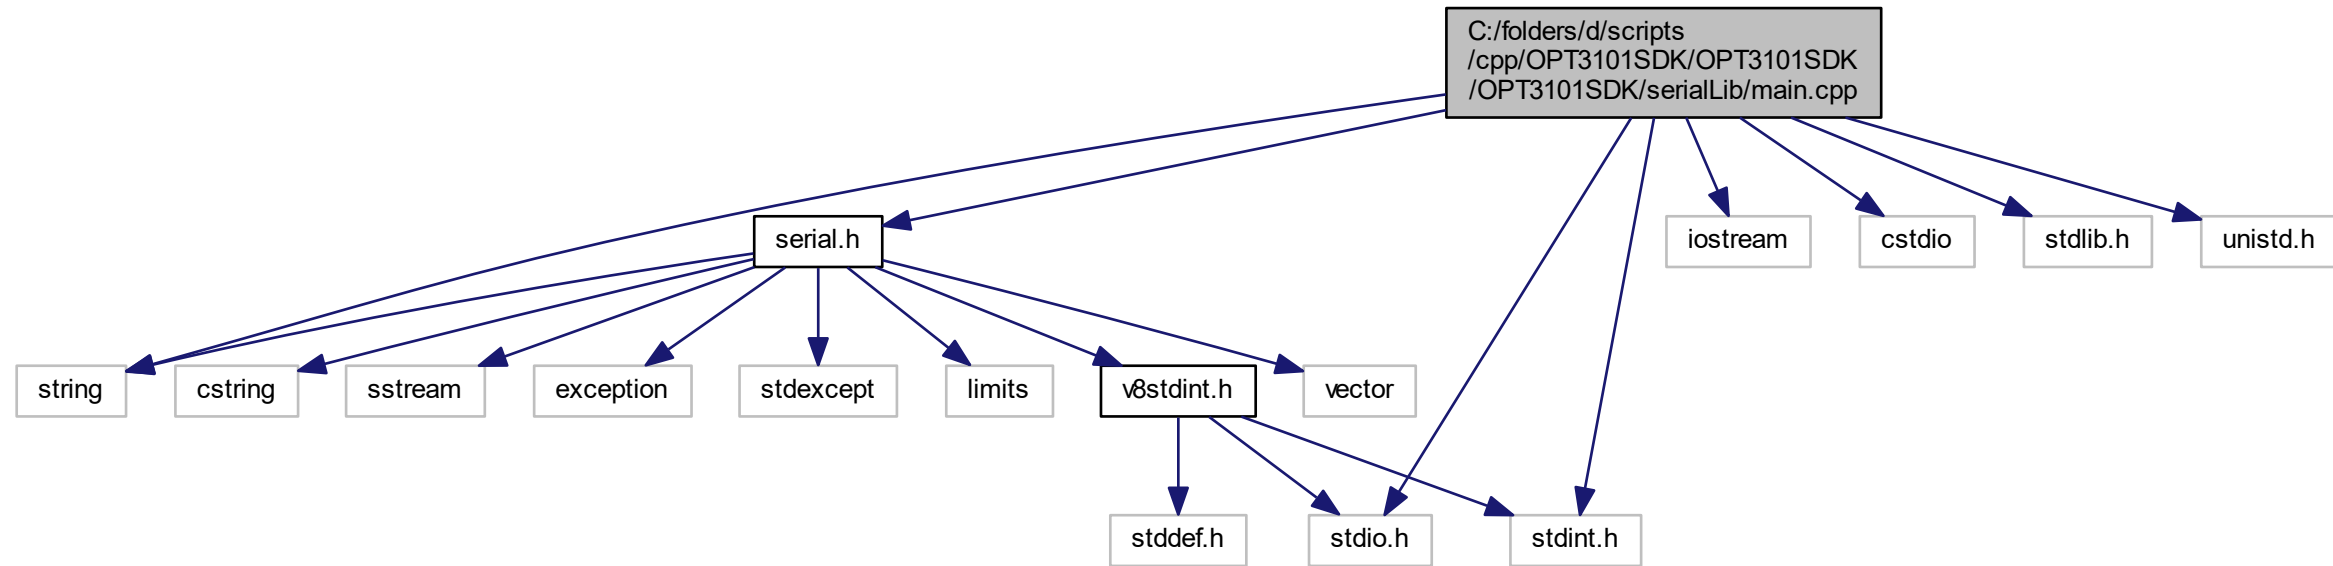 C:/folders/d/scripts
/cpp/OPT3101SDK/OPT3101SDK
/OPT3101SDK/serialLib/main.cpp
serial.h
iostream
cstdio
stdlib.h
unistd.h
string
cstring
sstream
exception
stdexcept
limits
v8stdint.h
vector
stddef.h
stdio.h
stdint.h